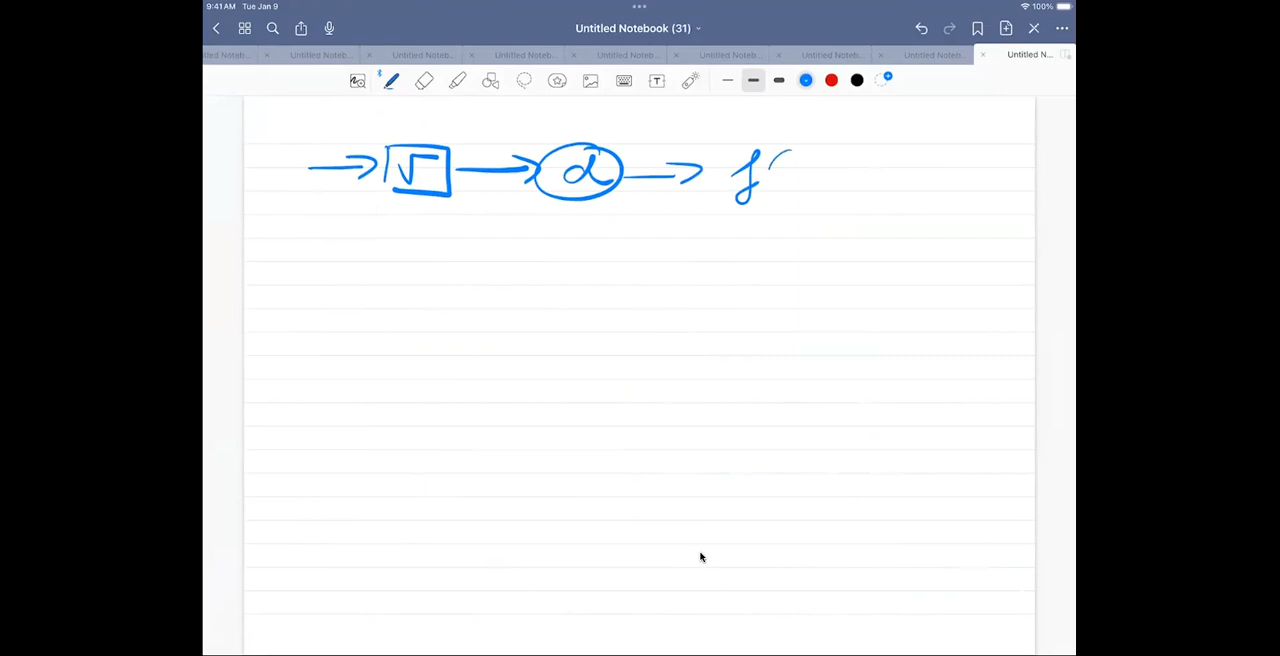 9:41 AM Tue Jan 9
100%
Untitled Notebook (31)
Untitled Noteb... Untitled Noteb... Untitled Noteb... Untitled Noteb... Untitled Noteb... Untitled Noteb... Untitled Noteb... Untitled N...
T
→ √ → d → f(